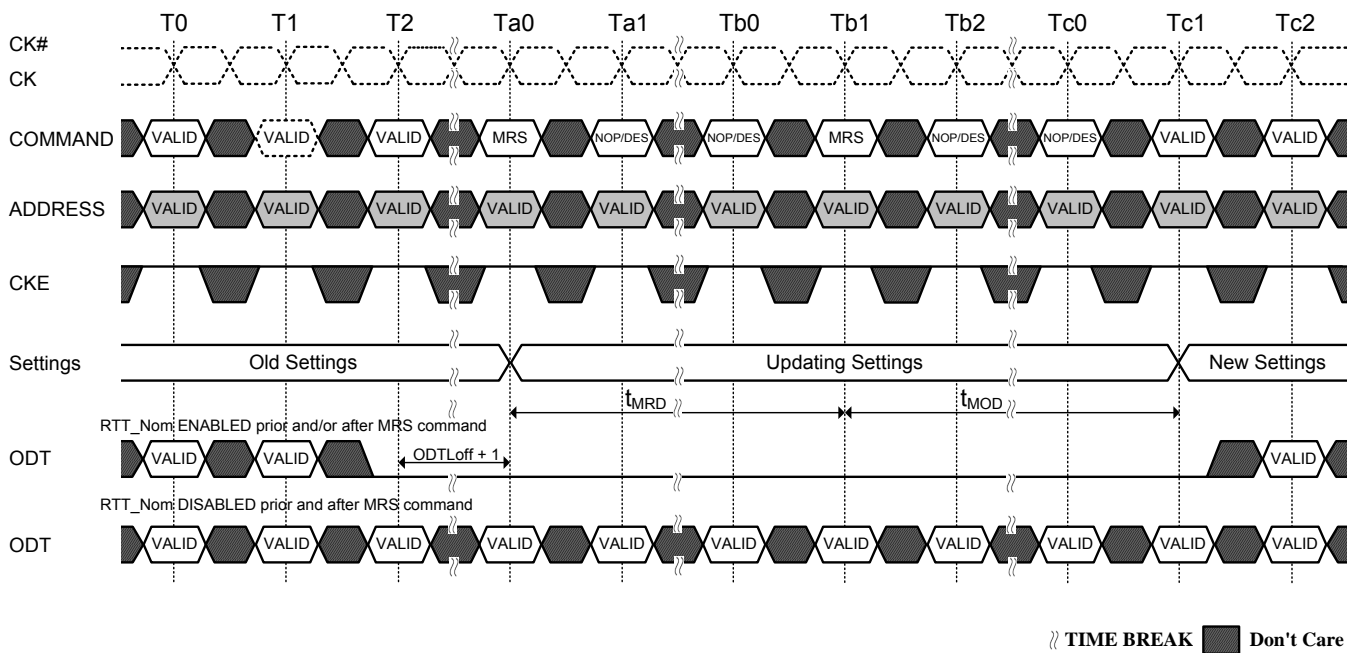 T0 T1 T2 Ta0 Ta1 Tb0 Tb1 Tb2 Tc0 Tc1 Tc2
CK#
CK
COMMAND VALID VALID VALID MRS NOP/DES NOP/DES MRS NOP/DES NOP/DES VALID VALID
ADDRESS VALID VALID VALID VALID VALID VALID VALID VALID VALID VALID VALID
CKE
Settings Old Settings Updating Settings New Settings
tMRD tMOD
RTT_Nom ENABLED prior and/or after MRS command
ODT VALID VALID ODTLoff + 1 VALID
RTT_Nom DISABLED prior and after MRS command
ODT VALID VALID VALID VALID VALID VALID VALID VALID VALID VALID VALID
TIME BREAK Don't Care